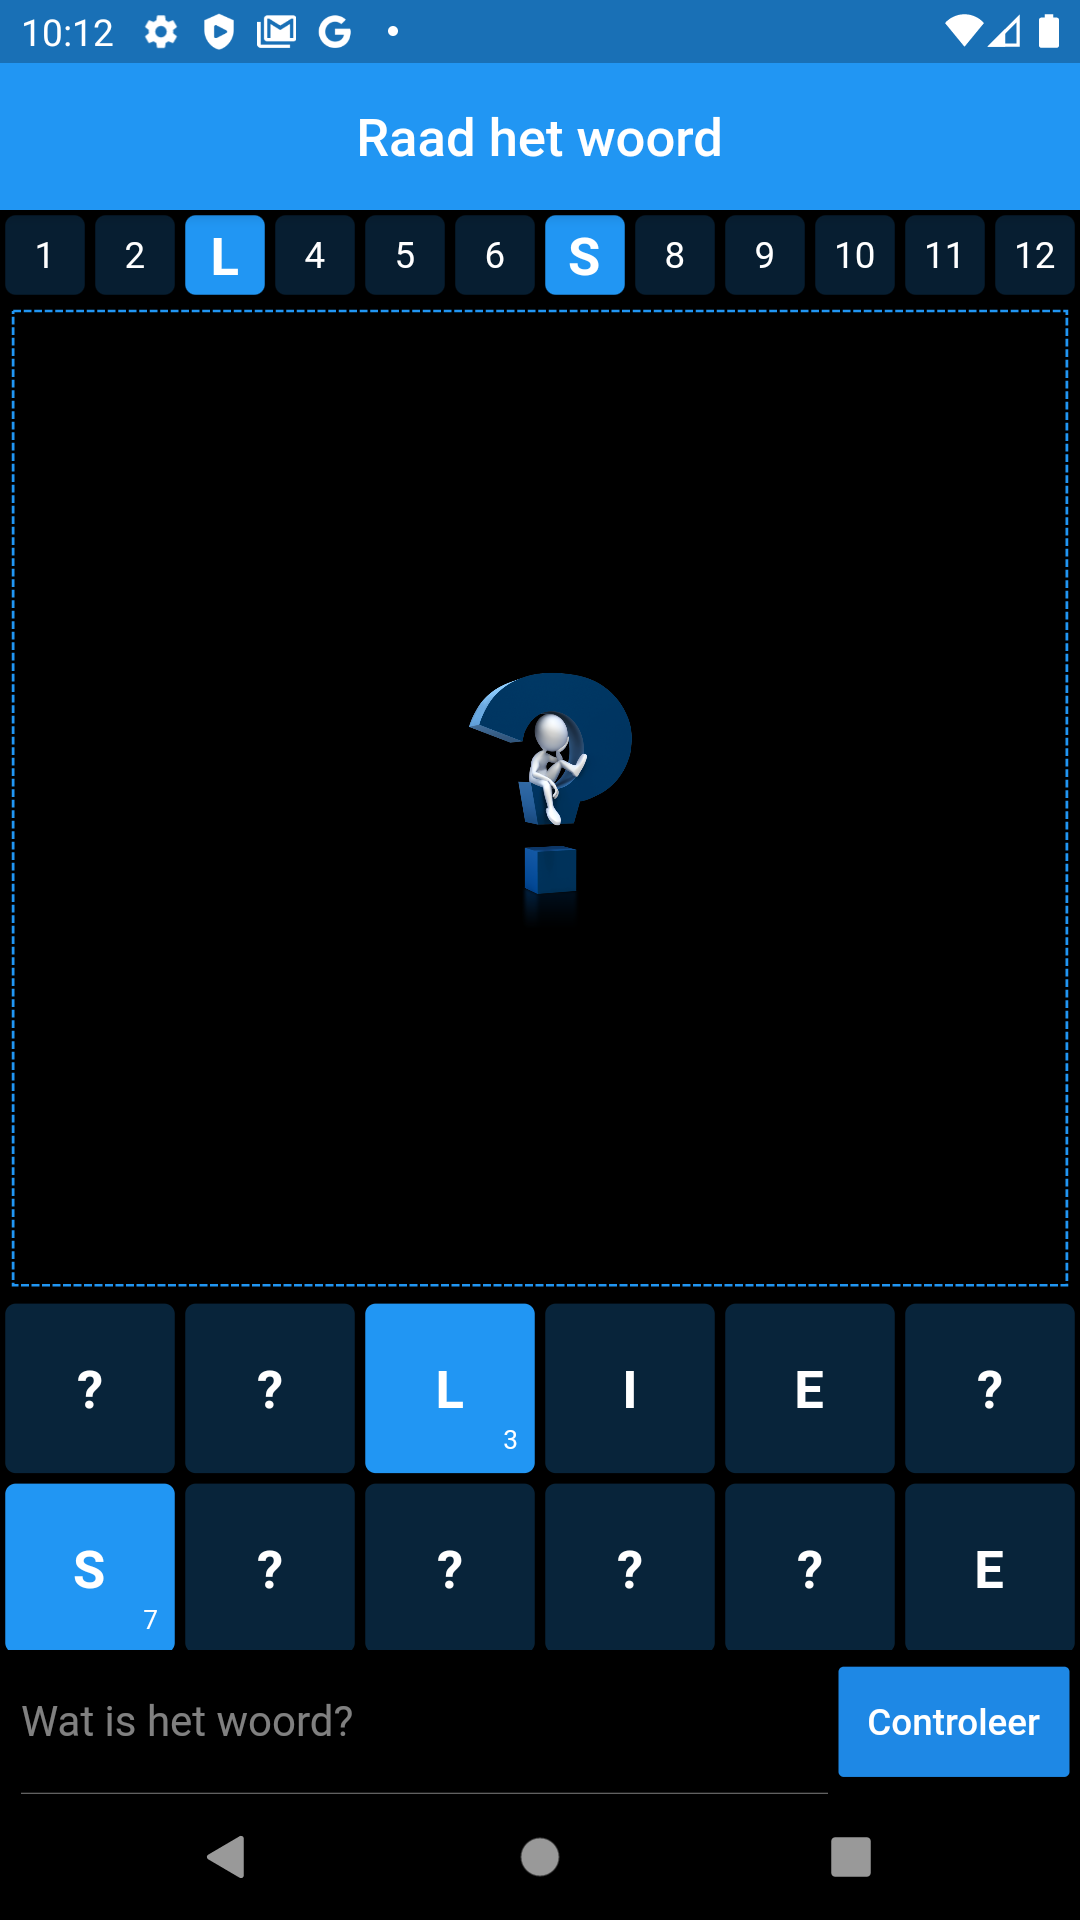 10:12
Raad het woord
1 2 L 4 5 6 S 8 9 10 11 12
? ? L I E ?
3
S ? ? ? ? E
7
Wat is het woord? Controleer